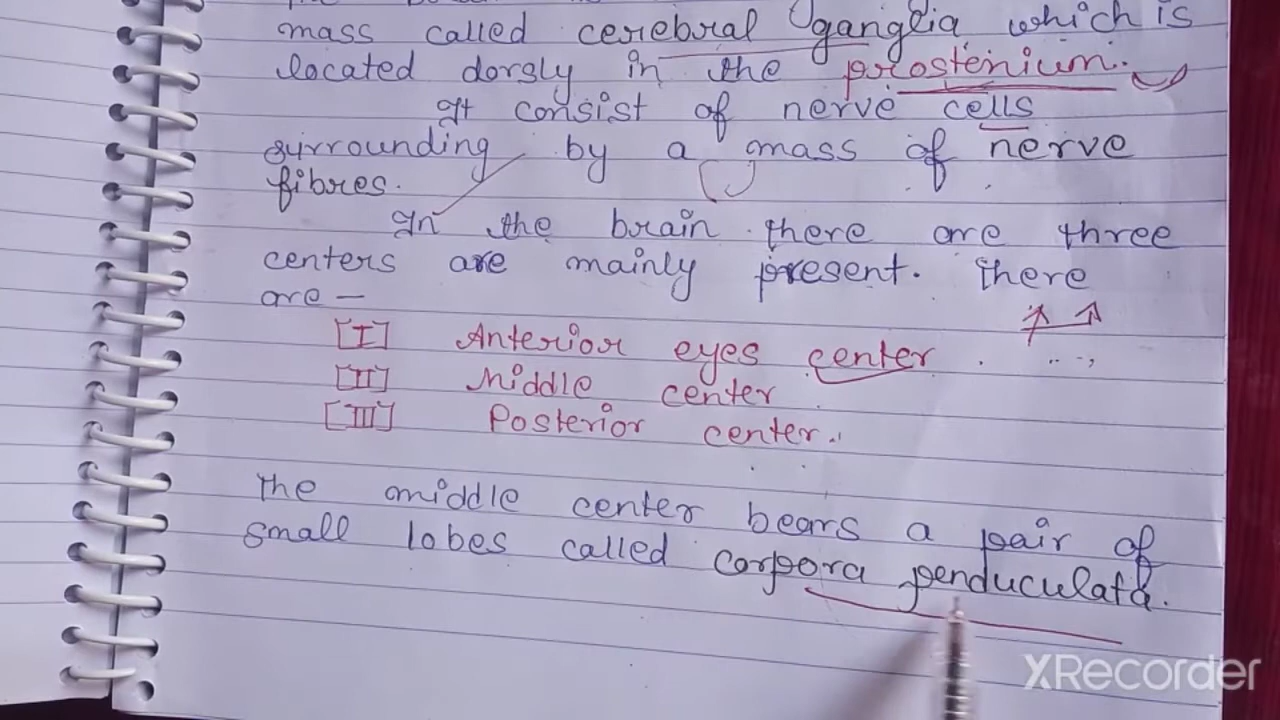 mass called cerebral ganglia which is
located dorsly in the prostenium.
It consist of nerve cells
surrounding by a mass of nerve
fibres.
In the brain there are three
centers are mainly present. There
are —
[I] Anterior eyes center.
[II] Middle center.
[III] Posterior center.
The middle center bears a pair of
small lobes called corpora penduculata.
XRecorder